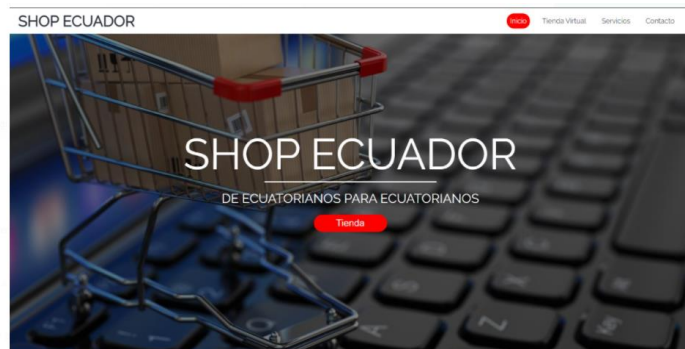 SHOP ECUADOR
Inicio Tienda Virtual Servicios Contacto
SHOP ECUADOR
DE ECUATORIANOS PARA ECUATORIANOS
Tienda